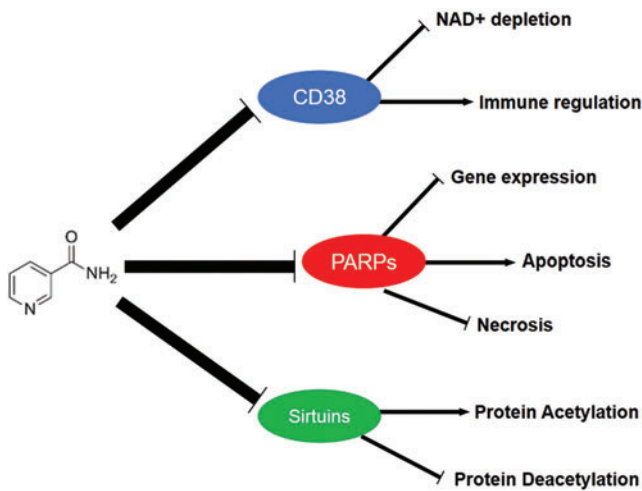 NAD+ depletion
CD38
Immune regulation
Gene expression
O
NH₂
N
PARPs
Apoptosis
Necrosis
Sirtuins
Protein Acetylation
Protein Deacetylation